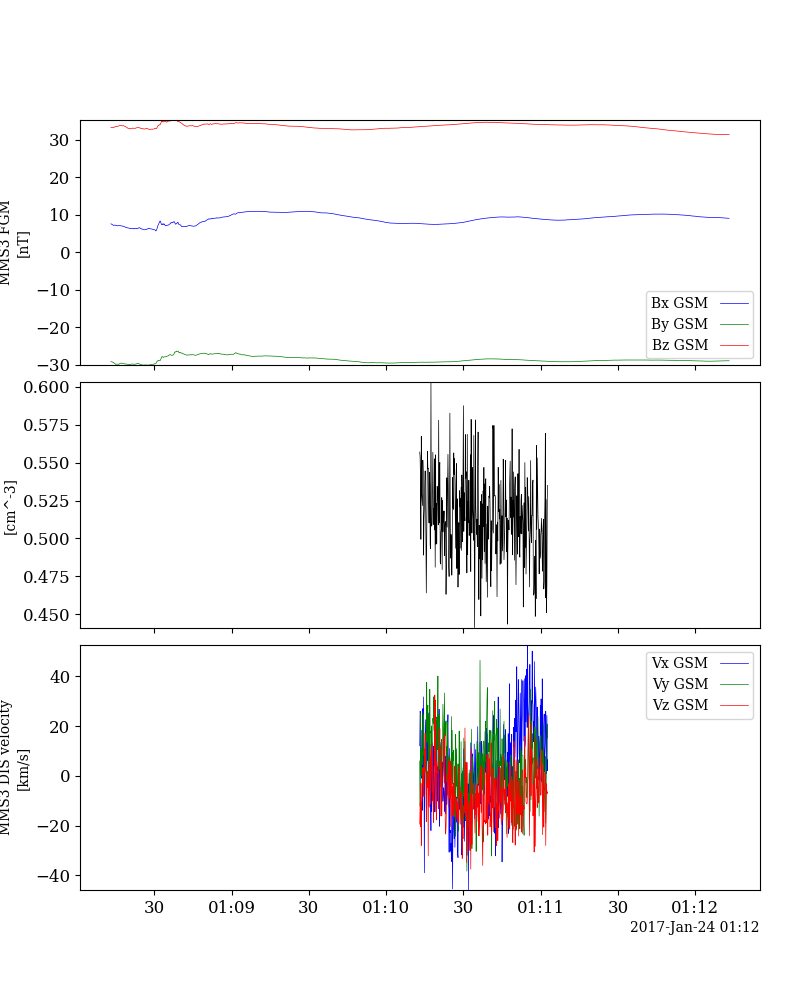 30
20
10
0
−10
−20
−30
MMS3 FGM
[nT]
Bx GSM
By GSM
Bz GSM
0.600
0.575
0.550
0.525
0.500
0.475
0.450
[cm^-3]
40
20
0
−20
−40
MMS3 DIS velocity
[km/s]
Vx GSM
Vy GSM
Vz GSM
30
01:09
30
01:10
30
01:11
30
01:12
2017-Jan-24 01:12